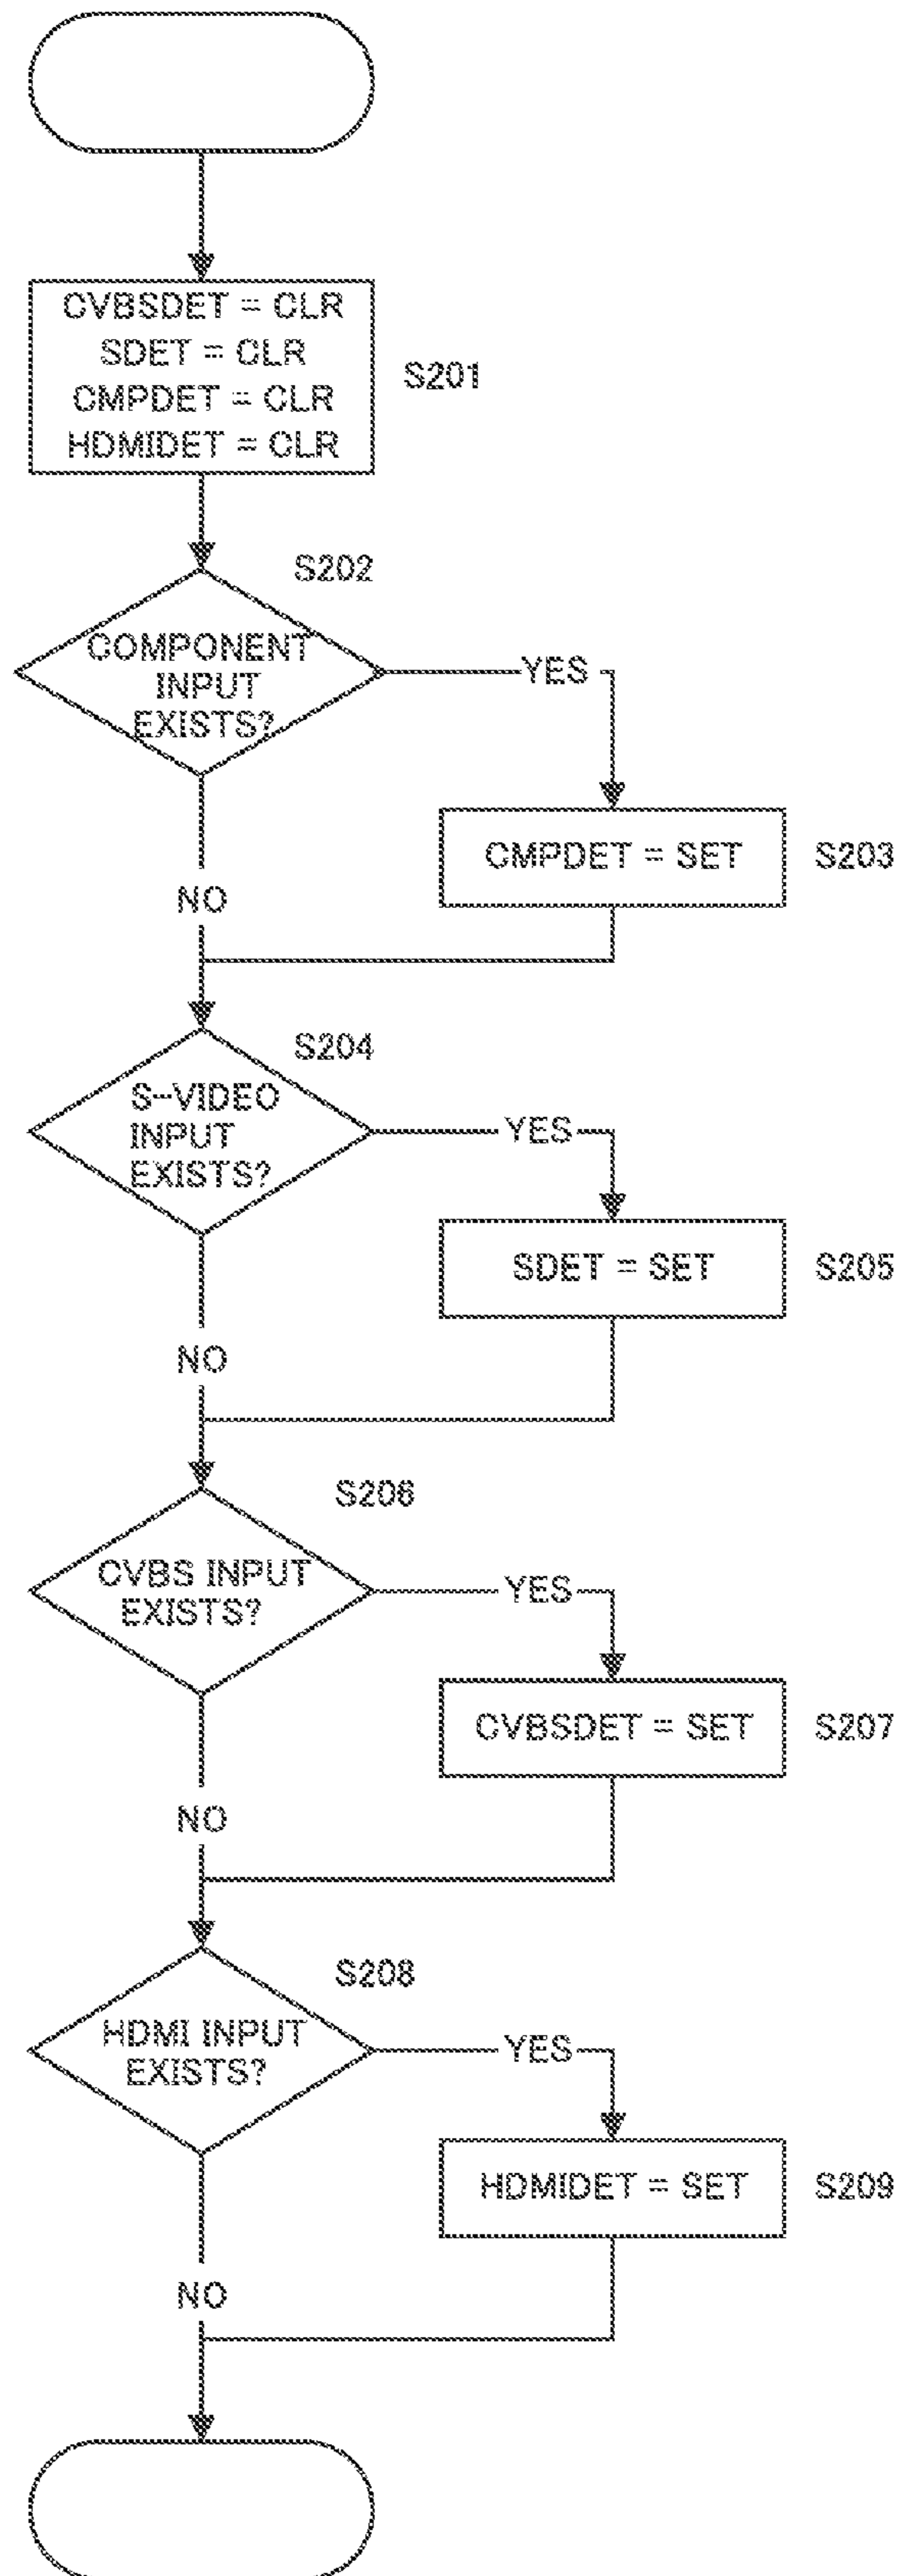 CVBSDET = CLR
SDET = CLR
CMPDET = CLR
HDMIDET = CLR
S201
S202
COMPONENT
INPUT
EXISTS?
YES
CMPDET = SET
S203
NO
S204
S-VIDEO
INPUT
EXISTS?
YES
SDET = SET
S205
NO
S206
CVBS INPUT
EXISTS?
YES
CVBSDET = SET
S207
NO
S208
HDMI INPUT
EXISTS?
YES
HDMIDET = SET
S209
NO